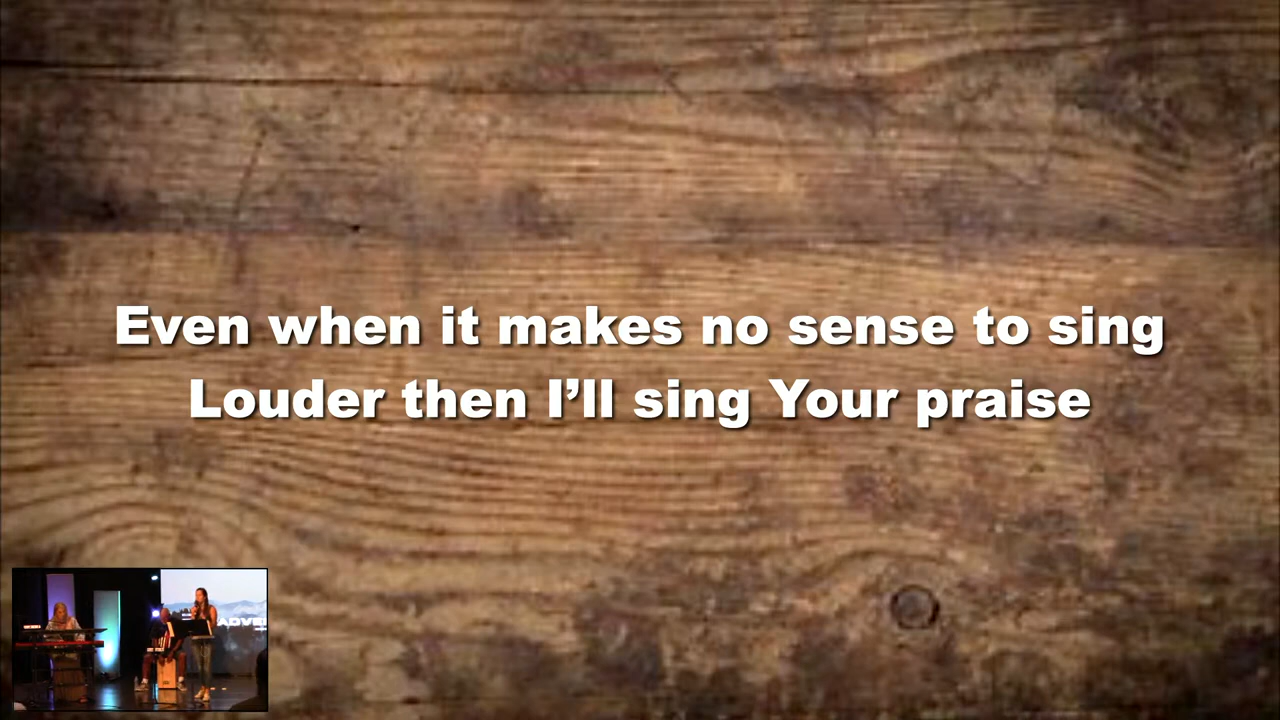 Even when it makes no sense to sing
Louder then I’ll sing Your praise